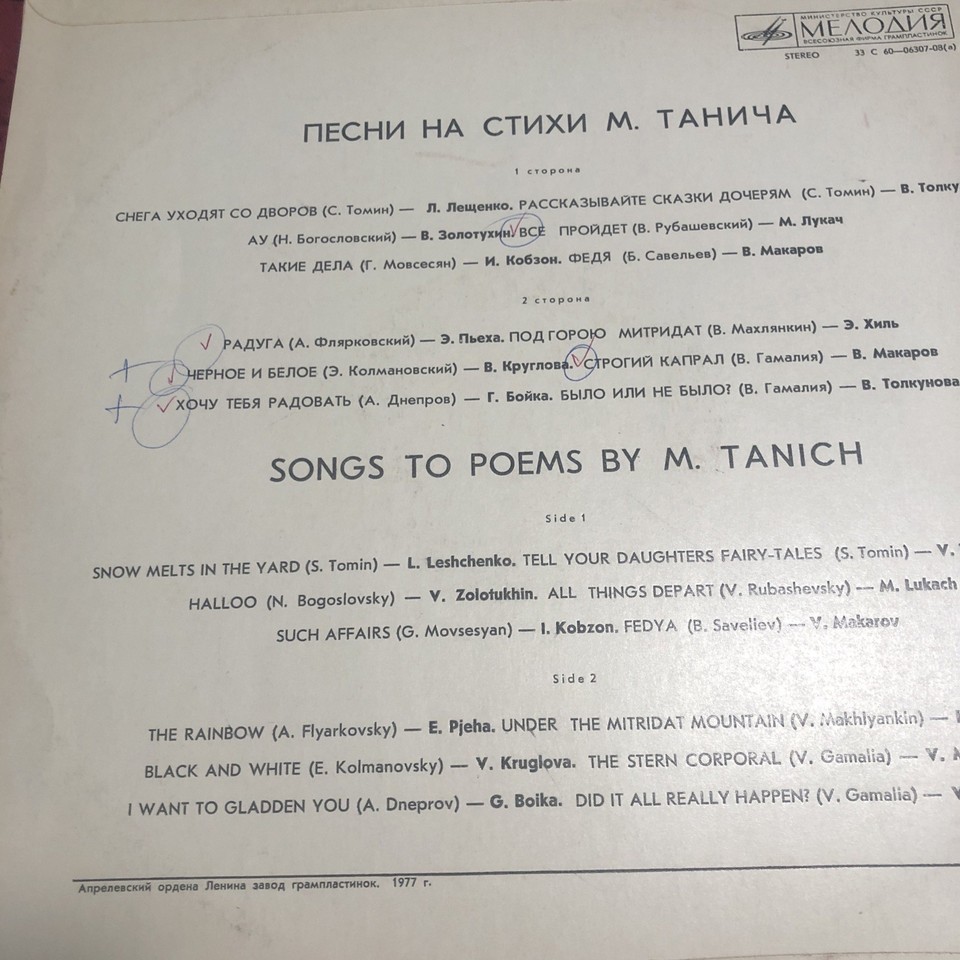 МИНИСТЕРСТВО КУЛЬТУРЫ СССР
МЕЛОДИЯ
ВСЕСОЮЗНАЯ ФИРМА ГРАМПЛАСТИНОК
STEREO 33 С 60—06307-08(а)
ПЕСНИ НА СТИХИ М. ТАНИЧА
1 сторона
СНЕГА УХОДЯТ СО ДВОРОВ (С. Томин) — Л. Лещенко. РАССКАЗЫВАЙТЕ СКАЗКИ ДОЧЕРЯМ (С. Томин) — В. Толку
АУ (Н. Богословский) — В. Золотухин. ВСЕ ПРОЙДЕТ (В. Рубашевский) — М. Лукач
ТАКИЕ ДЕЛА (Г. Мовсесян) — И. Кобзон. ФЕДЯ (Б. Савельев) — В. Макаров
2 сторона
РАДУГА (А. Флярковский) — Э. Пьеха. ПОД ГОРОЮ МИТРИДАТ (В. Махлянкин) — Э. Хиль
ЧЕРНОЕ И БЕЛОЕ (Э. Колмановский) — В. Круглова. СТРОГИЙ КАПРАЛ (В. Гамалия) — В. Макаров
ХОЧУ ТЕБЯ РАДОВАТЬ (А. Днепров) — Г. Бойка. БЫЛО ИЛИ НЕ БЫЛО? (В. Гамалия) — В. Толкунова
SONGS TO POEMS BY M. TANICH
Side 1
SNOW MELTS IN THE YARD (S. Tomin) — L. Leshchenko. TELL YOUR DAUGHTERS FAIRY-TALES (S. Tomin) — V.
HALLOO (N. Bogoslovsky) — V. Zolotukhin. ALL THINGS DEPART (V. Rubashevsky) — M. Lukach
SUCH AFFAIRS (G. Movsesyan) — I. Kobzon. FEDYA (B. Saveliev) — V. Makarov
Side 2
THE RAINBOW (A. Flyarkovsky) — E. Pjeha. UNDER THE MITRIDAT MOUNTAIN (V. Makhlyankin) —
BLACK AND WHITE (E. Kolmanovsky) — V. Kruglova. THE STERN CORPORAL (V. Gamalia) — V.
I WANT TO GLADDEN YOU (A. Dneprov) — G. Boika. DID IT ALL REALLY HAPPEN? (V. Gamalia) —
Апрелевский ордена Ленина завод грампластинок. 1977 г.